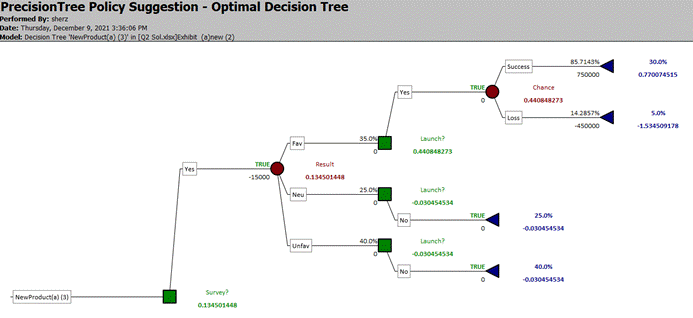 PrecisionTree Policy Suggestion - Optimal Decision Tree
Performed By: sherz
Date: Thursday, December 9, 2021 3:36:06 PM
Model: Decision Tree 'NewProduct(a) (3)' in [Q2 Sol.xlsx]Exhibit (a)new (2)
Success 85.7143% 30.0%
750000 0.770074515
Yes TRUE Chance
0 0.440848273
Loss 14.2857% 5.0%
-450000 -1.534509178
Fav 35.0% Launch?
0 0.440848273
Yes TRUE Result
-15000 0.134501448
Neu 25.0% Launch?
0 -0.030454534
No TRUE 25.0%
0 -0.030454534
Unfav 40.0% Launch?
0 -0.030454534
No TRUE 40.0%
0 -0.030454534
NewProduct(a) (3) Survey?
0.134501448